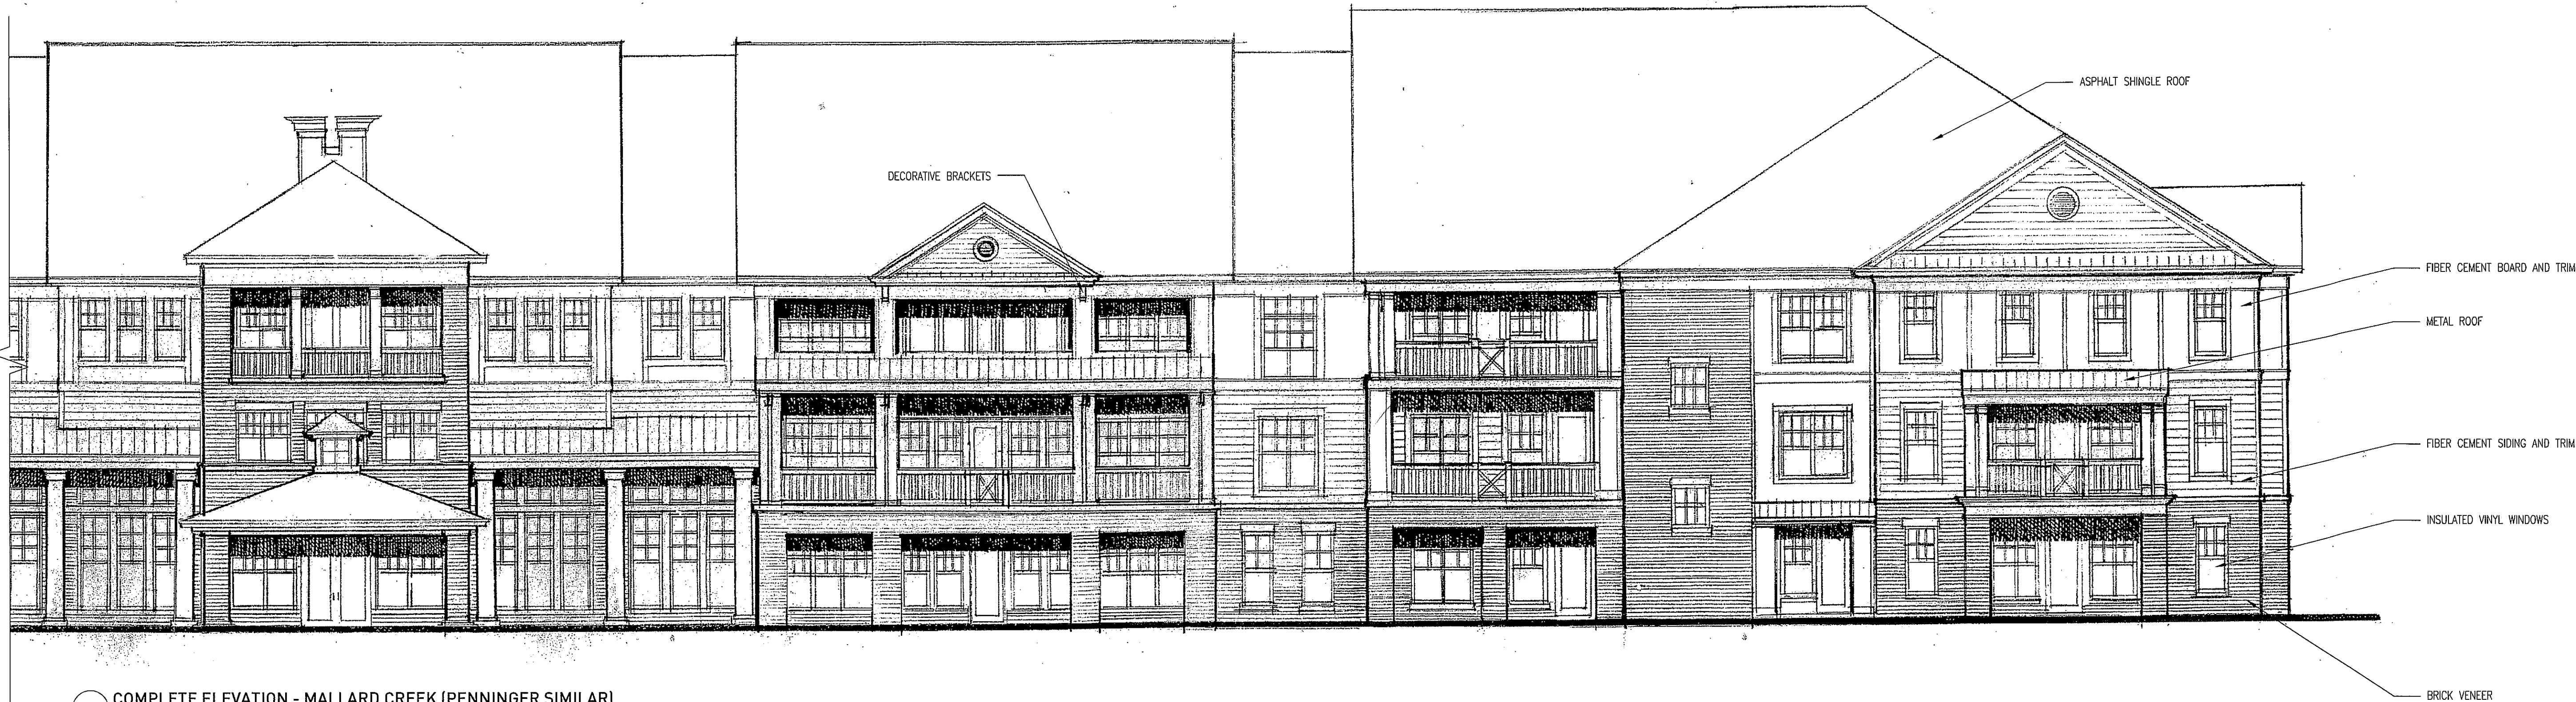 ASPHALT SHINGLE ROOF
DECORATIVE BRACKETS
FIBER CEMENT BOARD AND TRIM
METAL ROOF
FIBER CEMENT SIDING AND TRIM
INSULATED VINYL WINDOWS
BRICK VENEER
COMPLETE ELEVATION - MALLARD CREEK (PENNINGER SIMILAR)